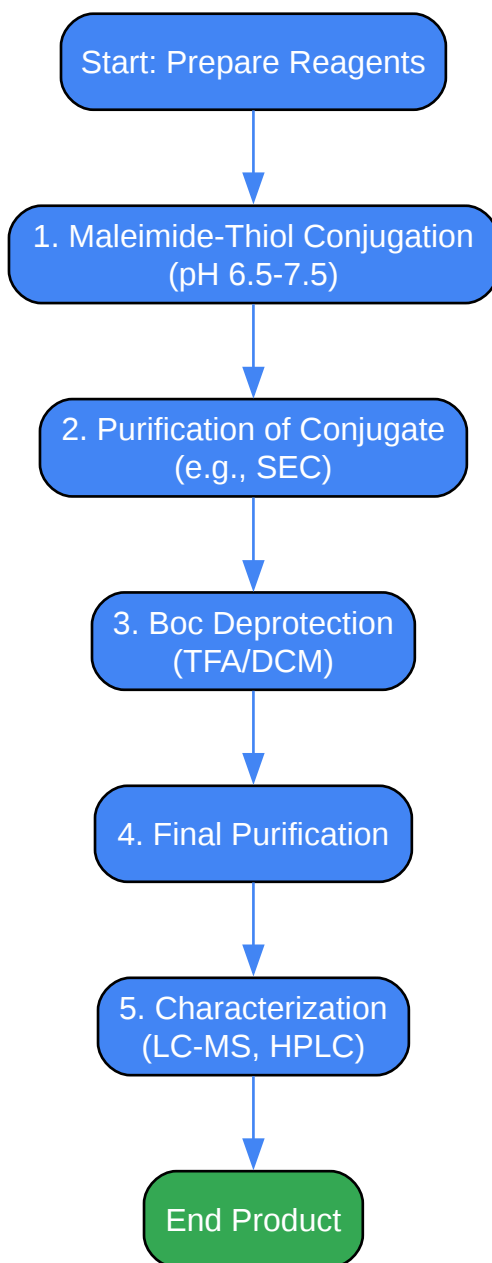 Start: Prepare Reagents
1. Maleimide-Thiol Conjugation
(pH 6.5-7.5)
2. Purification of Conjugate
(e.g., SEC)
3. Boc Deprotection
(TFA/DCM)
4. Final Purification
5. Characterization
(LC-MS, HPLC)
End Product